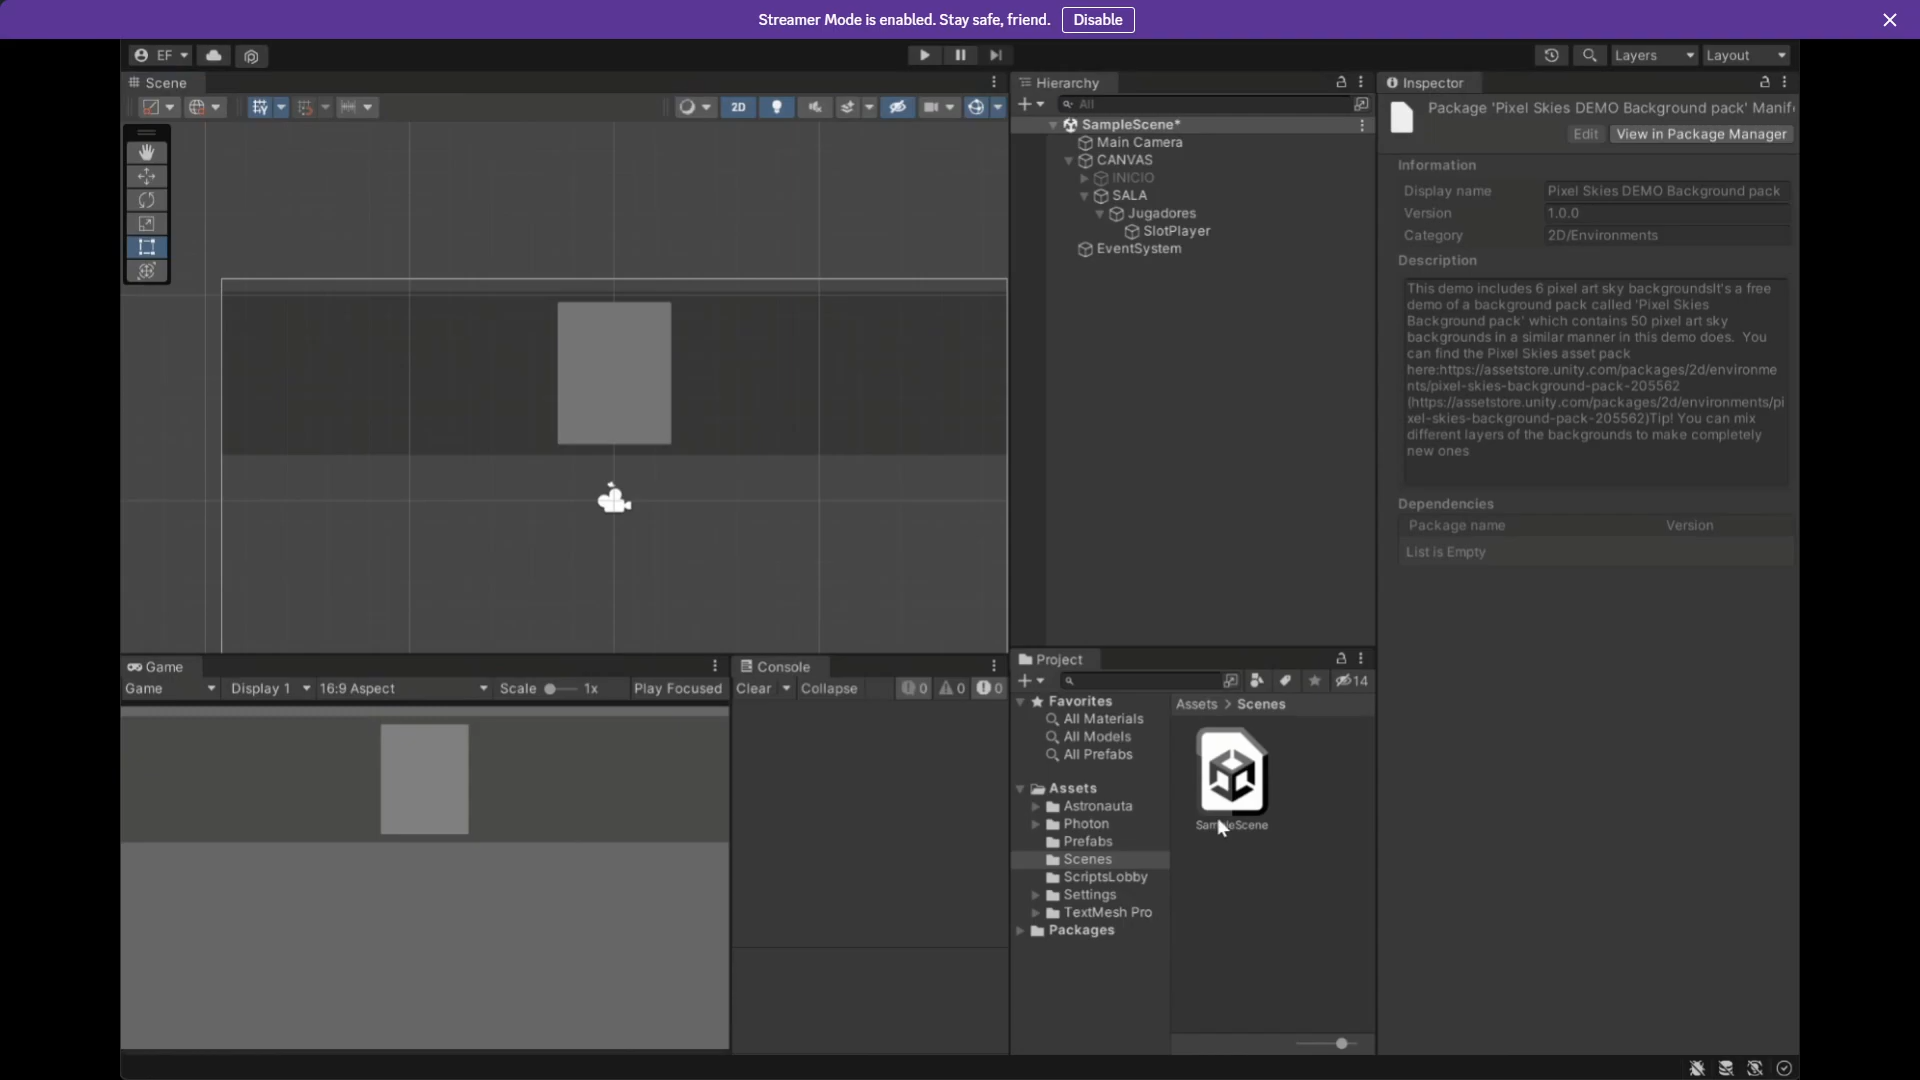 Streamer Mode is enabled. Stay safe, friend. Disable
EF
Layers
Layout
Scene
2D
Hierarchy
All
SampleScene*
Main Camera
CANVAS
INICIO
SALA
Jugadores
SlotPlayer
EventSystem
Inspector
Package 'Pixel Skies DEMO Background pack' Manif
Edit
View in Package Manager
Information
Display name Pixel Skies DEMO Background pack
Version 1.0.0
Category 2D/Environments
Description
This demo includes 6 pixel art sky backgroundsIt's a free
demo of a background pack called 'Pixel Skies
Background pack' which contains 50 pixel art sky
backgrounds in a similar manner in this demo does. You
can find the Pixel Skies asset pack
here:https://assetstore.unity.com/packages/2d/environme
nts/pixel-skies-background-pack-205562
(https://assetstore.unity.com/packages/2d/environments/pi
xel-skies-background-pack-205562)Tip! You can mix
different layers of the backgrounds to make completely
new ones
Dependencies
Package name Version
List is Empty
Game
Game Display 1 16:9 Aspect Scale 1x Play Focused
Console
Clear Collapse 0 0 0
Project
14
Favorites
All Materials
All Models
All Prefabs
Assets
Astronauta
Photon
Prefabs
Scenes
ScriptsLobby
Settings
TextMesh Pro
Packages
Assets > Scenes
SampleScene